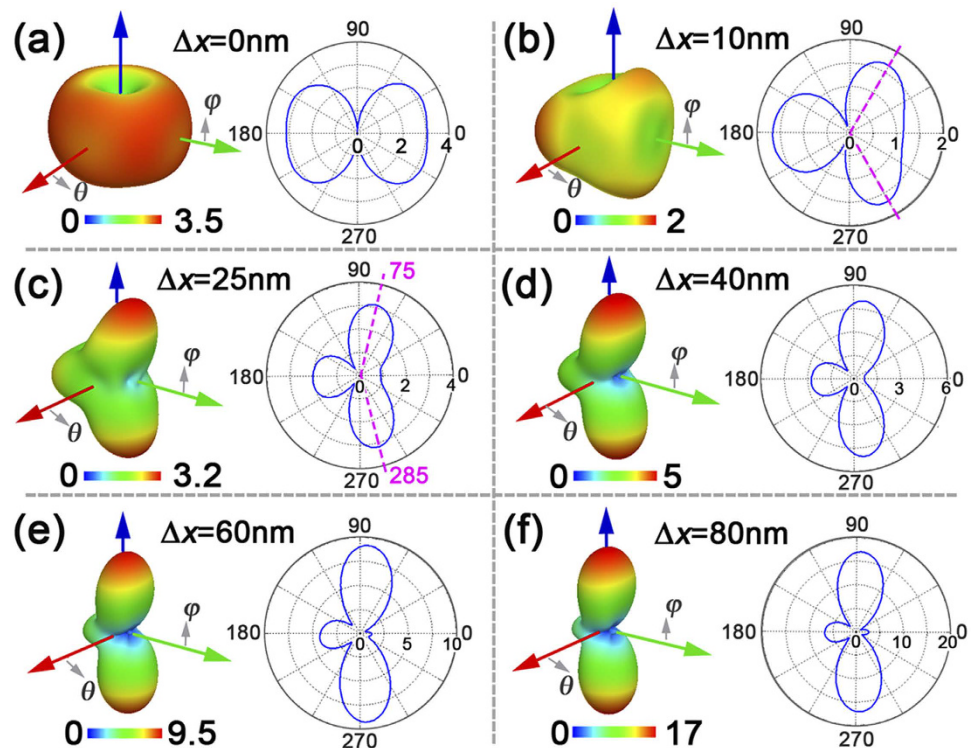 (a) Δx=0nm
90
φ
180 0 2 4 0
θ
0 3.5
270
(b) Δx=10nm
90
φ
180 0 1 2 0
θ
0 2
270
(c) Δx=25nm
90 75
φ
180 0 2 4 0
θ
0 3.2
270 285
(d) Δx=40nm
90
φ
180 0 3 6 0
θ
0 5
270
(e) Δx=60nm
90
φ
180 0 5 10 0
θ
0 9.5
270
(f) Δx=80nm
90
φ
180 0 10 20 0
θ
0 17
270